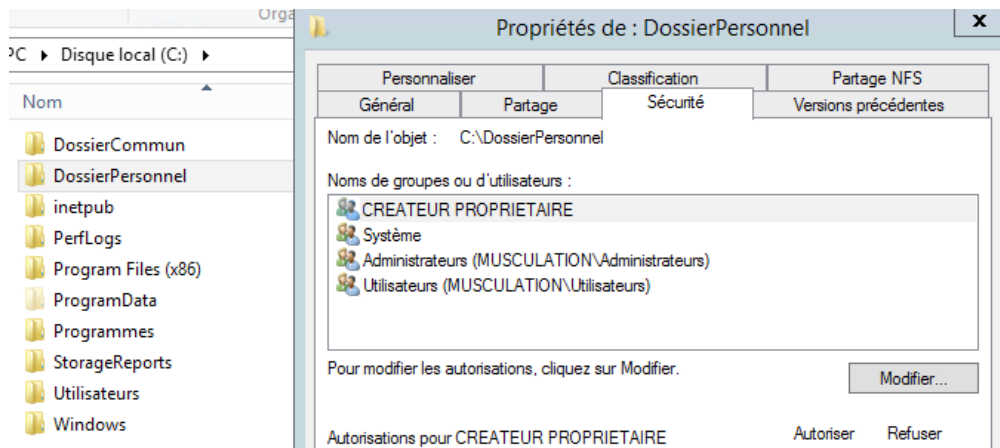 Orga
PC ▸ Disque local (C:) ▸
Nom
DossierCommun
DossierPersonnel
inetpub
PerfLogs
Program Files (x86)
ProgramData
Programmes
StorageReports
Utilisateurs
Windows
Propriétés de : DossierPersonnel
x
Personnaliser Classification Partage NFS
Général Partage Sécurité Versions précédentes
Nom de l'objet : C:\DossierPersonnel
Noms de groupes ou d'utilisateurs :
CREATEUR PROPRIETAIRE
Système
Administrateurs (MUSCULATION\Administrateurs)
Utilisateurs (MUSCULATION\Utilisateurs)
Pour modifier les autorisations, cliquez sur Modifier.
Modifier...
Autorisations pour CREATEUR PROPRIETAIRE Autoriser Refuser